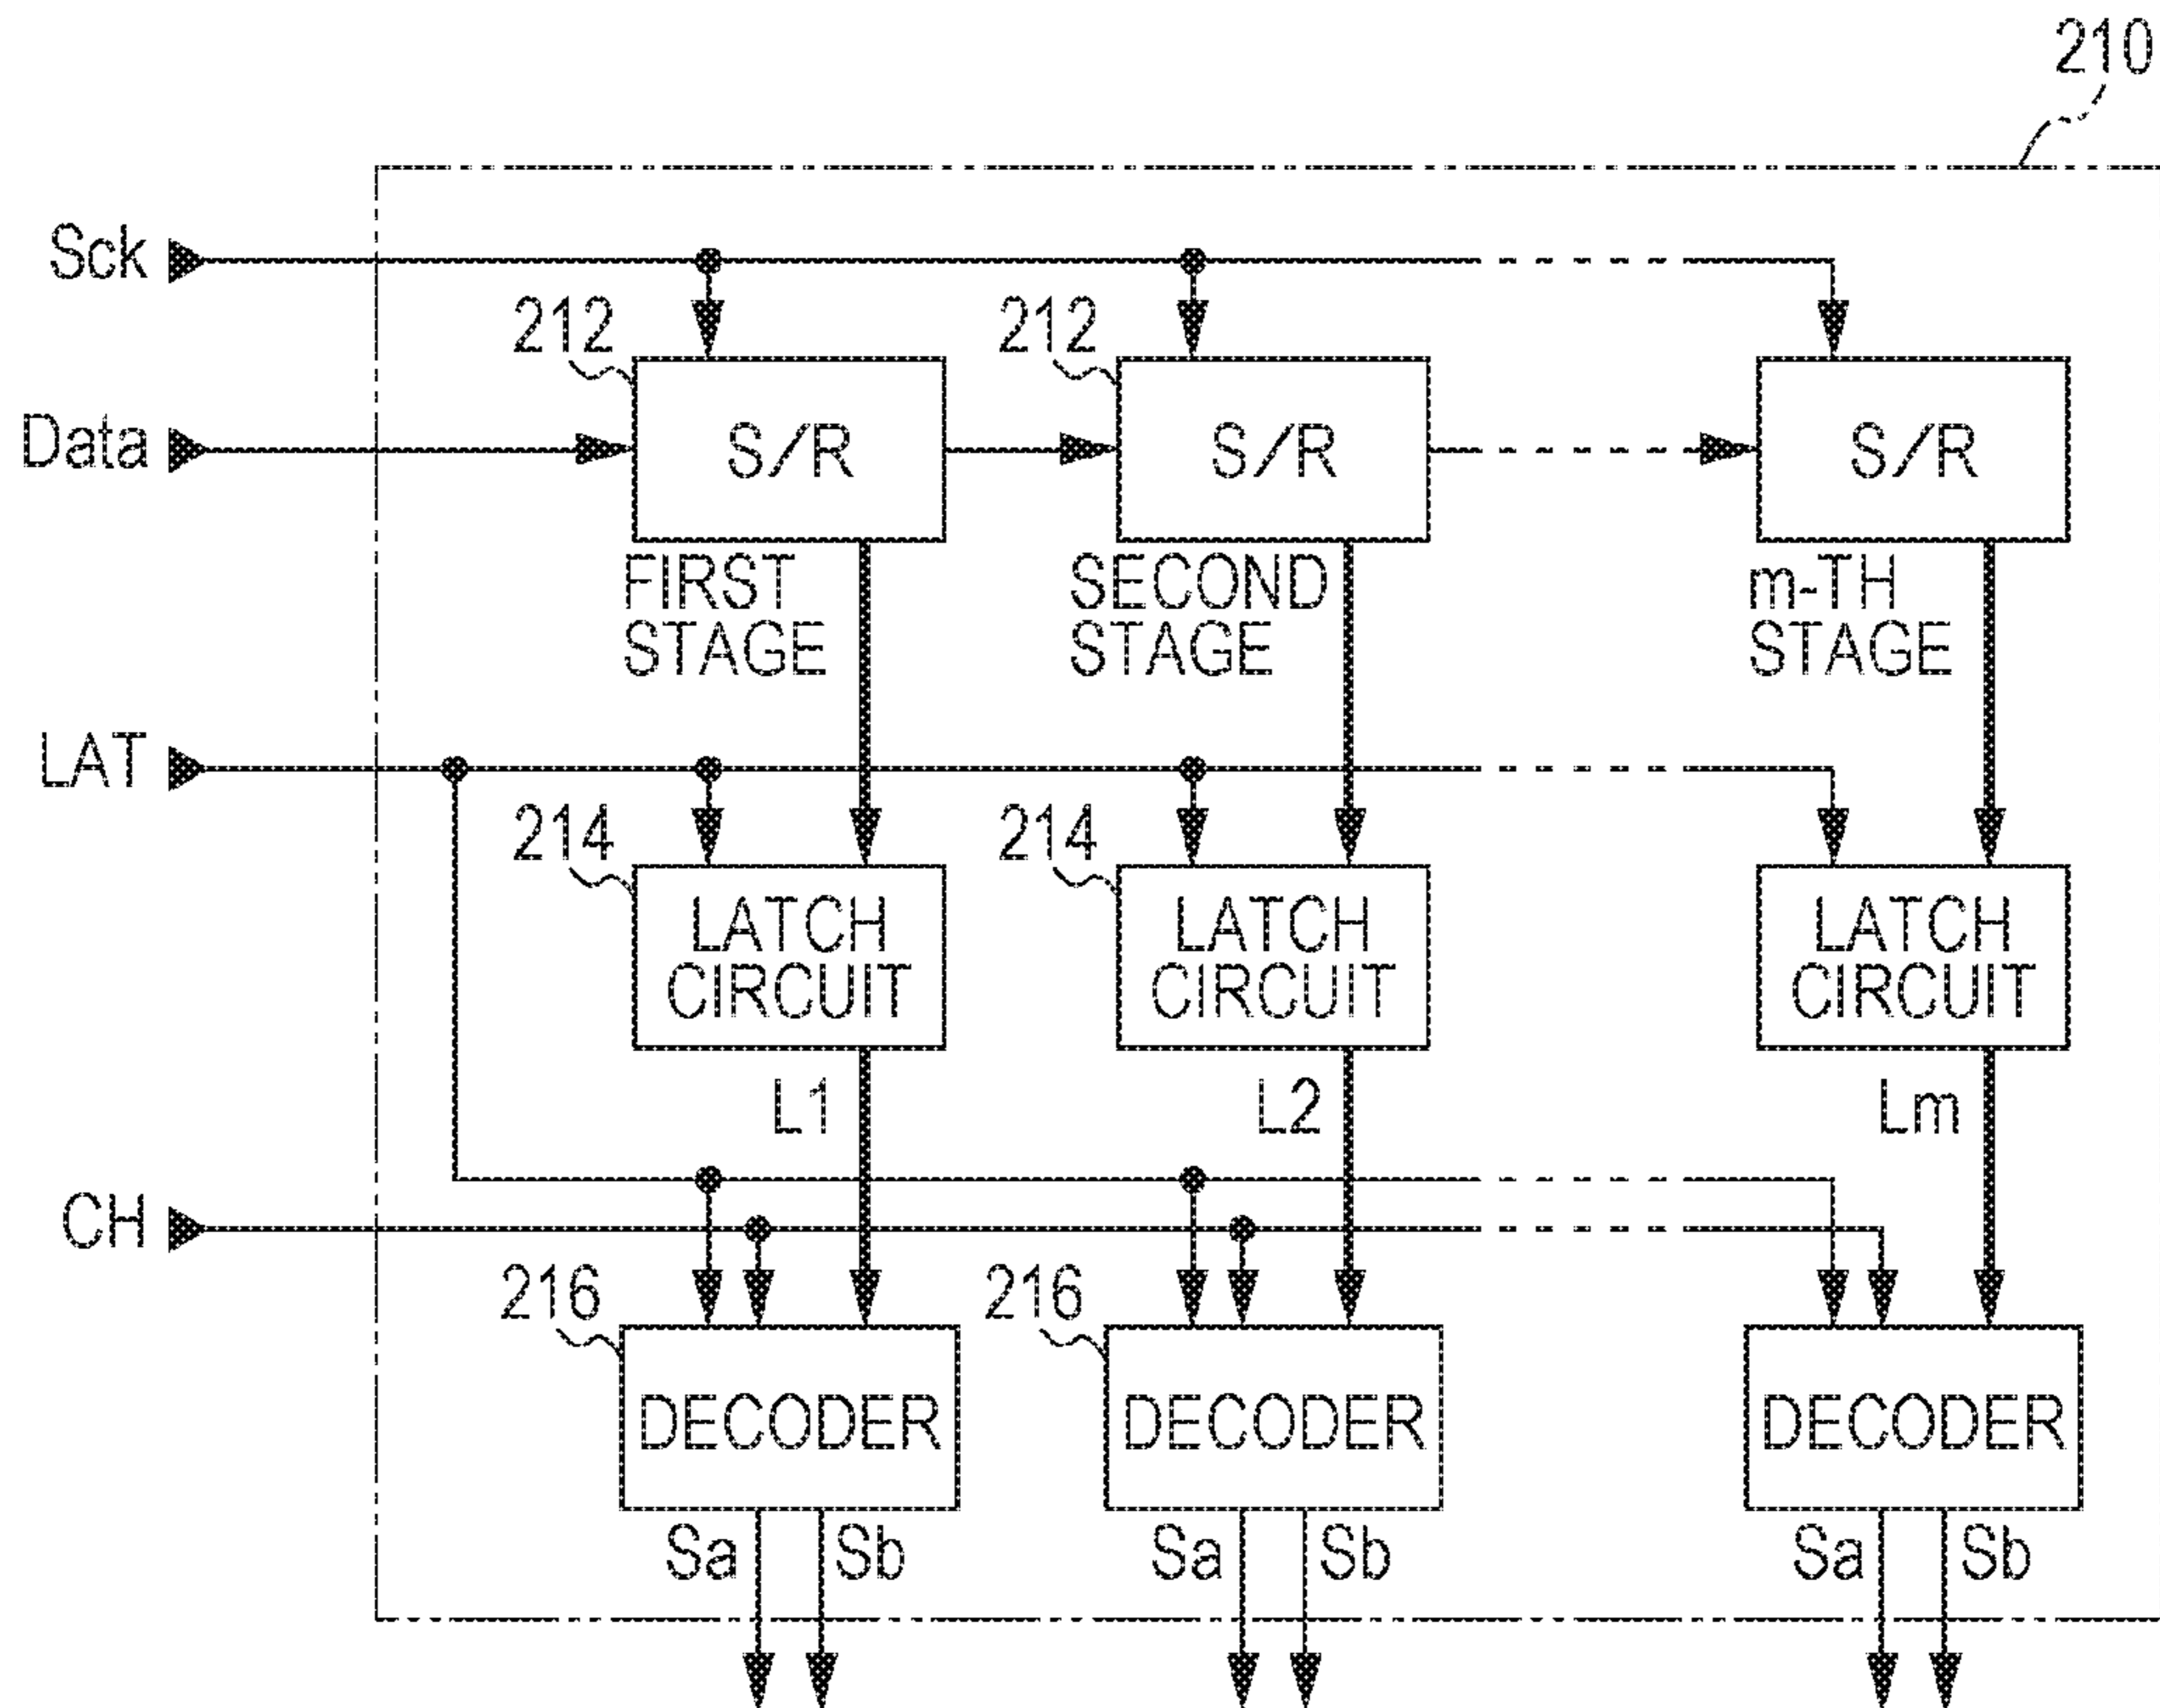 210
Sck
212
212
Data
S/R
S/R
S/R
FIRST
STAGE
SECOND
STAGE
m-TH
STAGE
LAT
214
214
LATCH
CIRCUIT
LATCH
CIRCUIT
LATCH
CIRCUIT
L1
L2
Lm
CH
216
216
DECODER
DECODER
DECODER
Sa
Sb
Sa
Sb
Sa
Sb